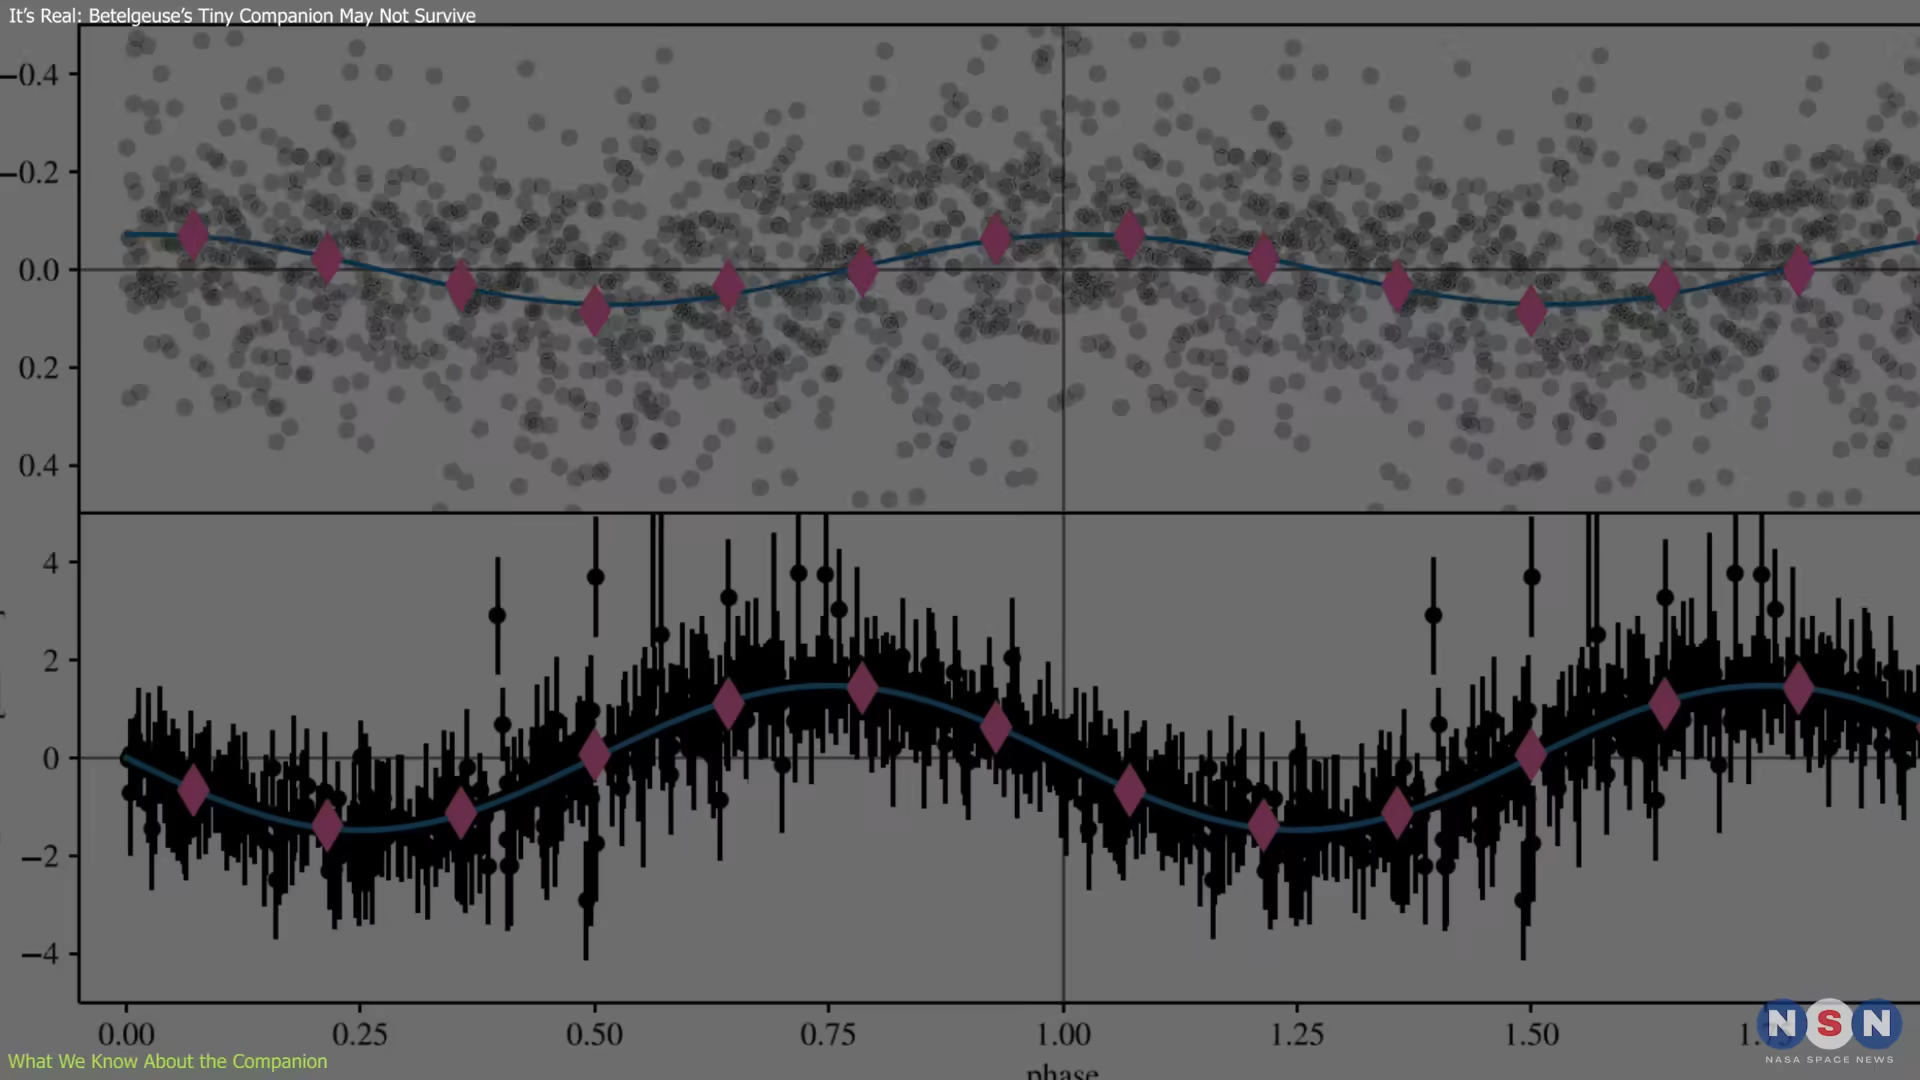 It’s Real: Betelgeuse’s Tiny Companion May Not Survive
−0.4
−0.2
0.0
0.2
0.4
4
2
0
−2
−4
0.00 0.25 0.50 0.75 1.00 1.25 1.50
phase
What We Know About the Companion
NSN
NASA SPACE NEWS